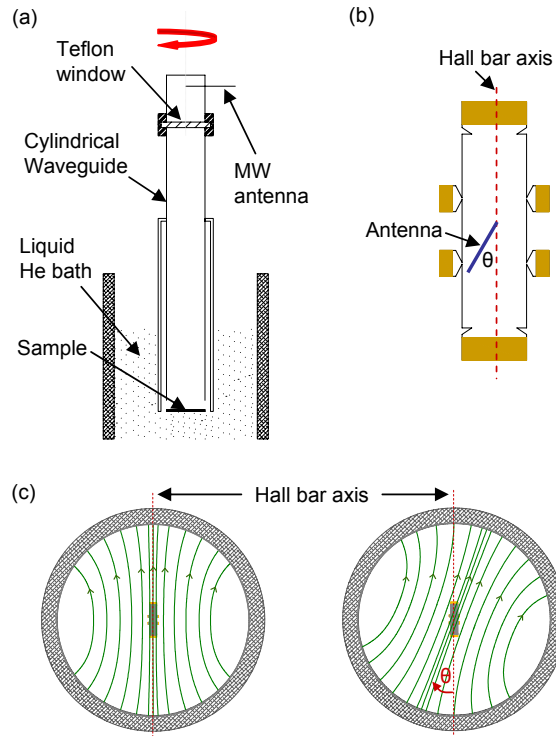 (a)
Teflon
window
Cylindrical
Waveguide
MW
antenna
Liquid
He bath
Sample
(b)
Hall bar axis
Antenna
θ
(c)
Hall bar axis
θ